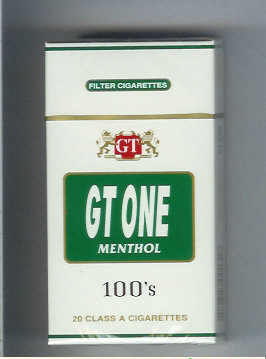 FILTER CIGARETTES
GT
GT ONE
MENTHOL
100's
20 CLASS A CIGARETTES